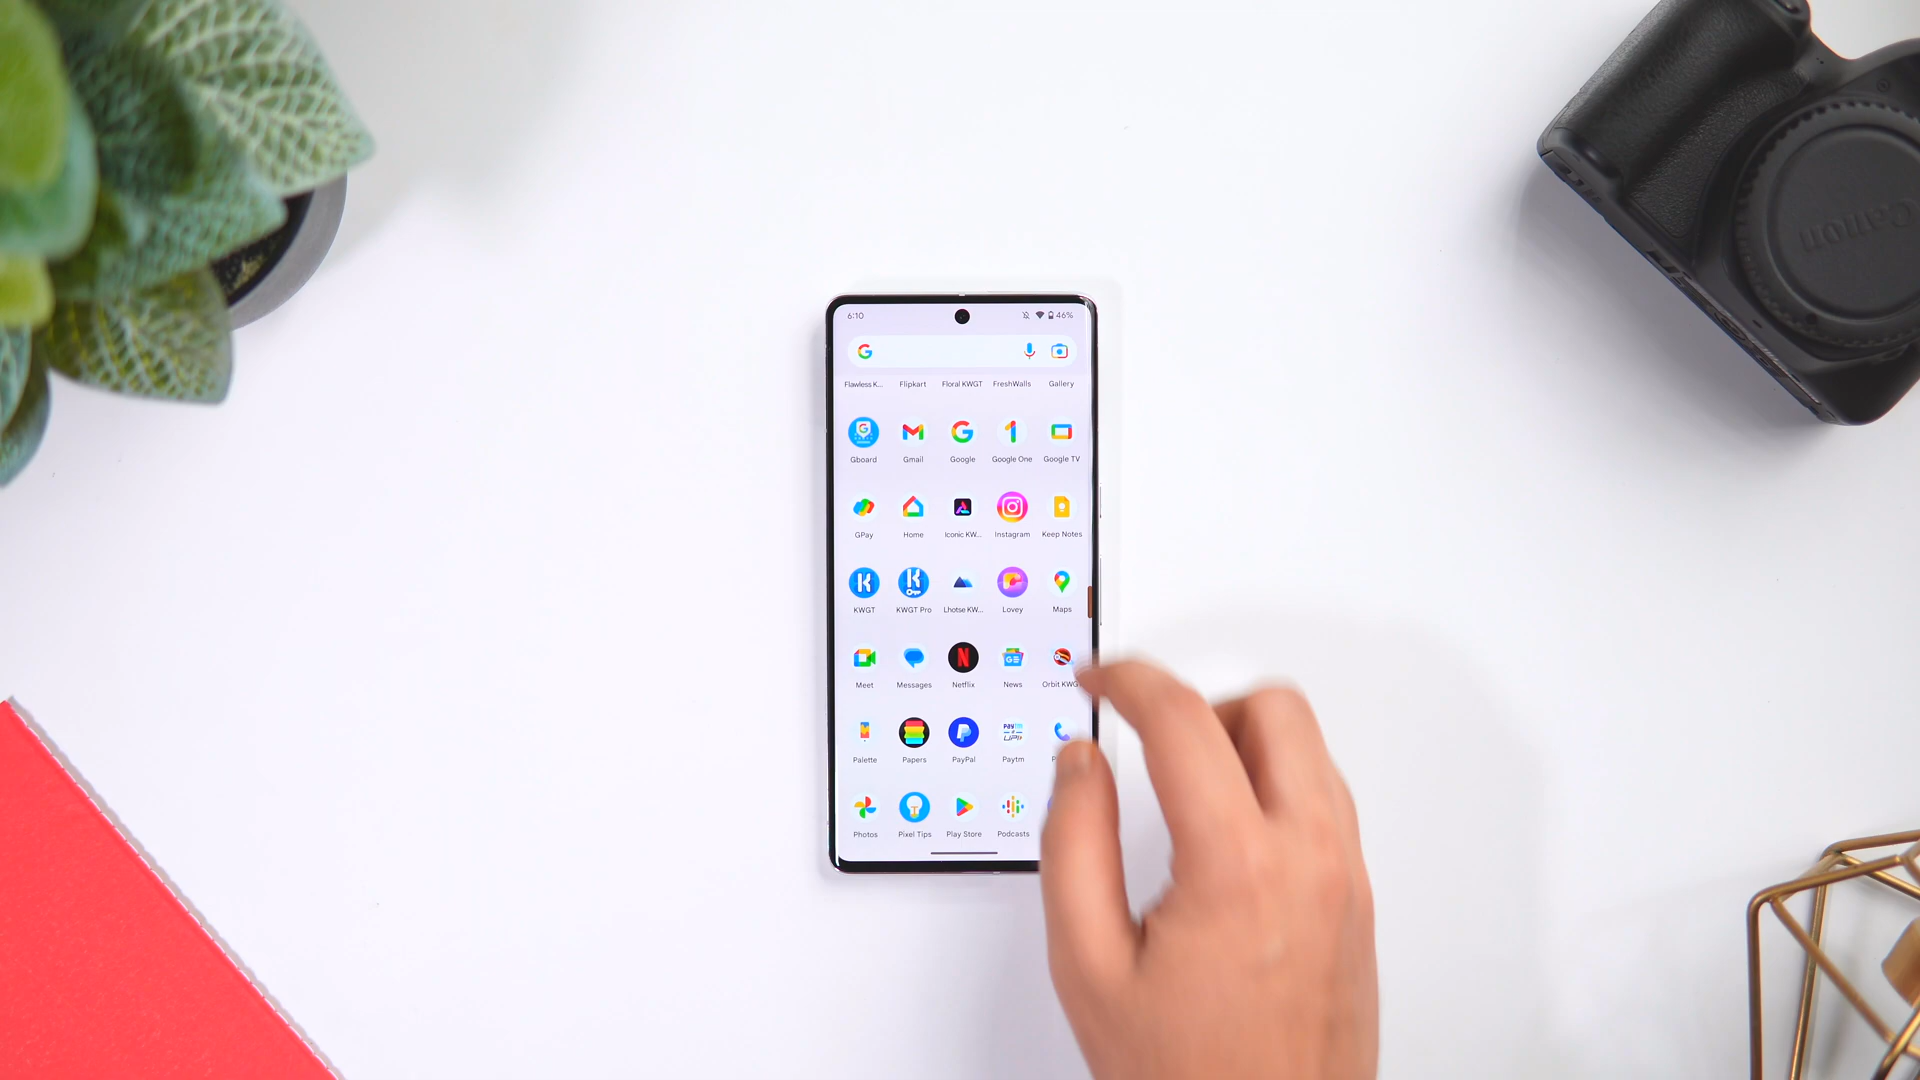 6:10 46%
Flawless K... Flipkart Floral KWGT FreshWalls Gallery
Gboard Gmail Google Google One Google TV
GPay Home Iconic KW... Instagram Keep Notes
KWGT KWGT Pro Lhotse KW... Lovey Maps
Meet Messages Netflix News Orbit KWGT
Palette Papers PayPal Paytm
Photos Pixel Tips Play Store Podcasts
Canon